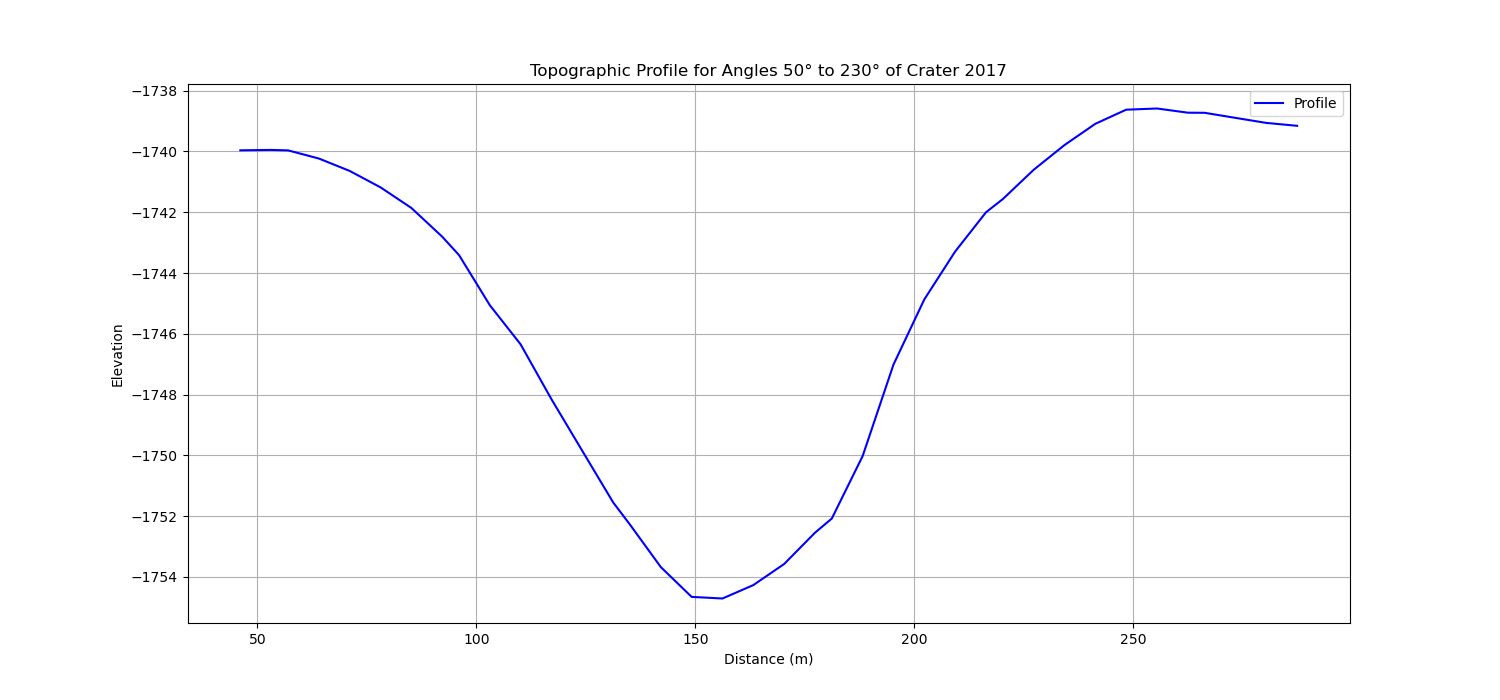 Topographic Profile for Angles 50° to 230° of Crater 2017
Profile
Elevation
−1738
−1740
−1742
−1744
−1746
−1748
−1750
−1752
−1754
50 100 150 200 250
Distance (m)